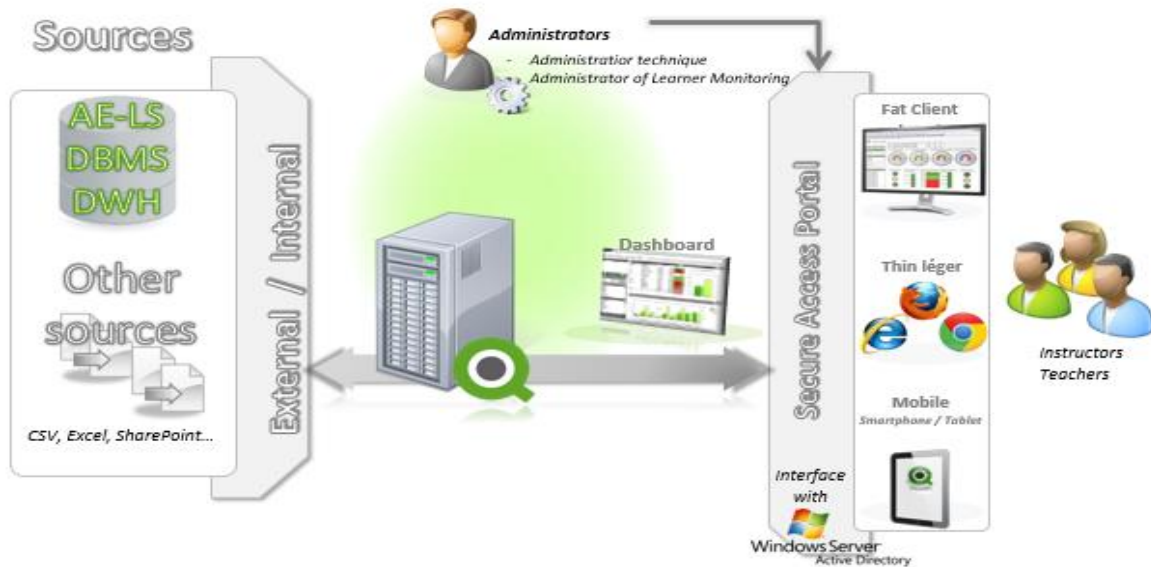 Sources
AE-LS
DBMS
DWH
Other
sources
CSV, Excel, SharePoint...
External / Internal
Administrators
- Administratior technique
- Administrator of Learner Monitoring
Dashboard
Secure Access Portal
Interface
with
Windows Server
Active Directory
Fat Client
Thin léger
Mobile
Smartphone / Tablet
Instructors
Teachers